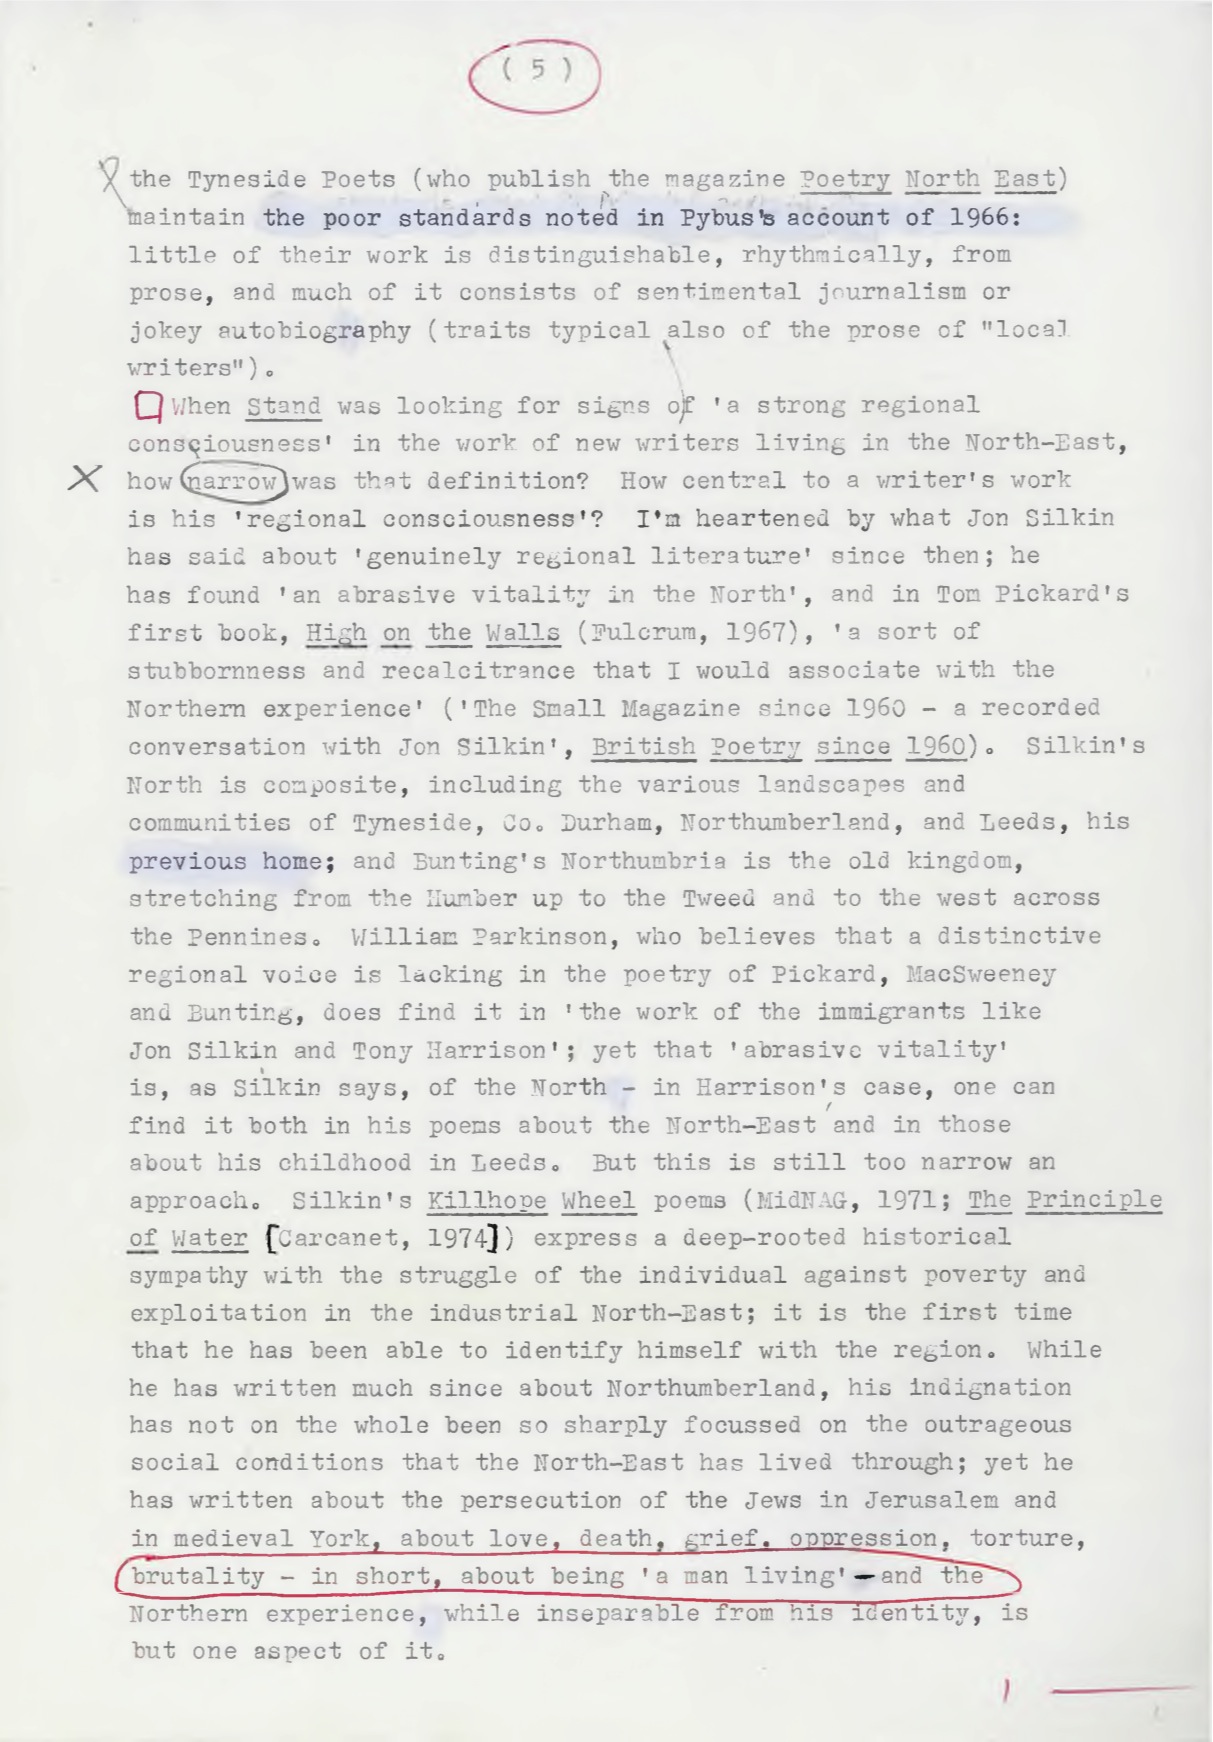 ( 5 )
the Tyneside Poets (who publish the magazine Poetry North East)
maintain the poor standards noted in Pybus's account of 1966:
little of their work is distinguishable, rhythmically, from
prose, and much of it consists of sentimental journalism or
jokey autobiography (traits typical also of the prose of "local
writers").
When Stand was looking for signs of 'a strong regional
consciousness' in the work of new writers living in the North-East,
X how narrow was that definition? How central to a writer's work
is his 'regional consciousness'? I'm heartened by what Jon Silkin
has said about 'genuinely regional literature' since then; he
has found 'an abrasive vitality in the North', and in Tom Pickard's
first book, High on the Walls (Fulcrum, 1967), 'a sort of
stubbornness and recalcitrance that I would associate with the
Northern experience' ('The Small Magazine since 1960 - a recorded
conversation with Jon Silkin', British Poetry since 1960). Silkin's
North is composite, including the various landscapes and
communities of Tyneside, Co. Durham, Northumberland, and Leeds, his
previous home; and Bunting's Northumbria is the old kingdom,
stretching from the Humber up to the Tweed and to the west across
the Pennines. William Parkinson, who believes that a distinctive
regional voice is lacking in the poetry of Pickard, MacSweeney
and Bunting, does find it in 'the work of the immigrants like
Jon Silkin and Tony Harrison'; yet that 'abrasive vitality'
is, as Silkin says, of the North - in Harrison's case, one can
find it both in his poems about the North-East and in those
about his childhood in Leeds. But this is still too narrow an
approach. Silkin's Killhope Wheel poems (MidNAG, 1971; The Principle
of Water [Carcanet, 1974]) express a deep-rooted historical
sympathy with the struggle of the individual against poverty and
exploitation in the industrial North-East; it is the first time
that he has been able to identify himself with the region. While
he has written much since about Northumberland, his indignation
has not on the whole been so sharply focussed on the outrageous
social conditions that the North-East has lived through; yet he
has written about the persecution of the Jews in Jerusalem and
in medieval York, about love, death, grief, oppression, torture,
brutality - in short, about being 'a man living' - and the
Northern experience, while inseparable from his identity, is
but one aspect of it.